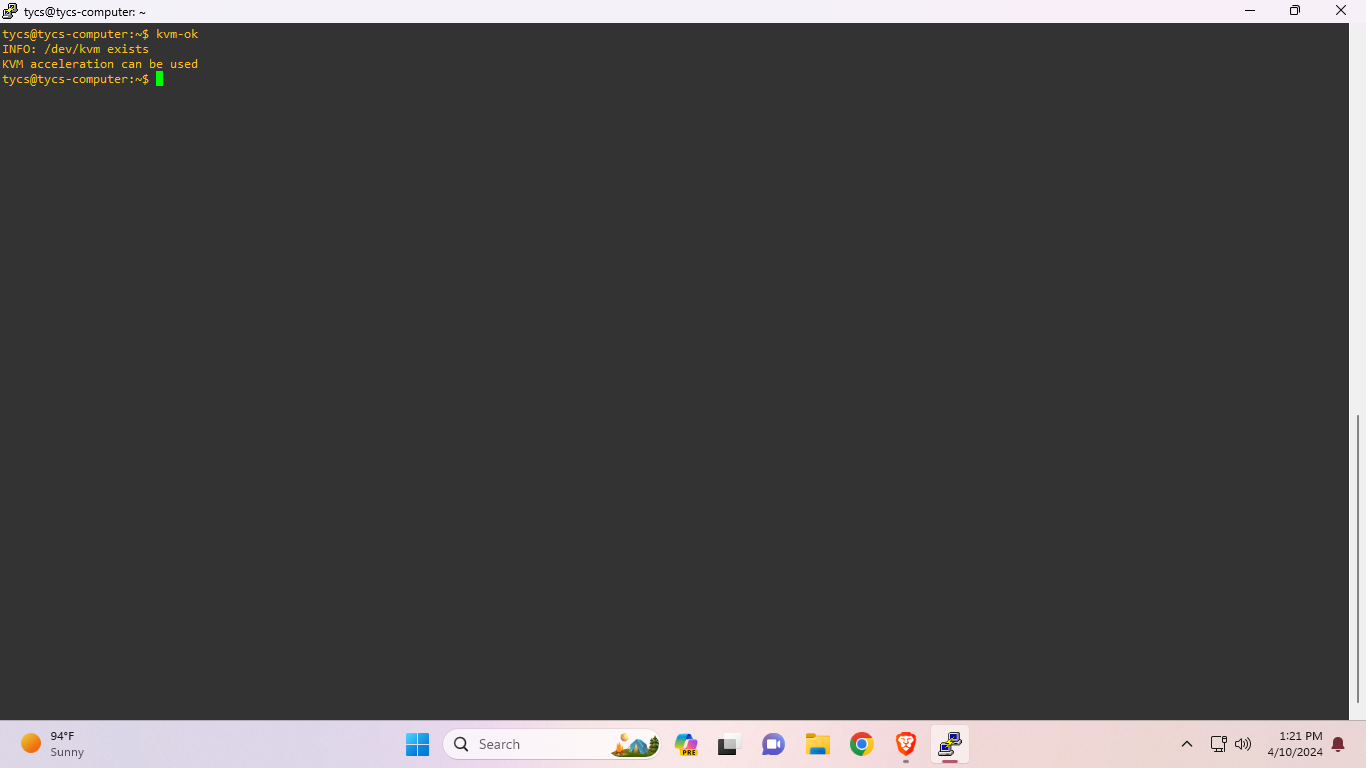 tycs@tycs-computer: ~
tycs@tycs-computer:~$ kvm-ok
INFO: /dev/kvm exists
KVM acceleration can be used
tycs@tycs-computer:~$
94°F
Sunny
Search
PRE
1:21 PM
4/10/2024